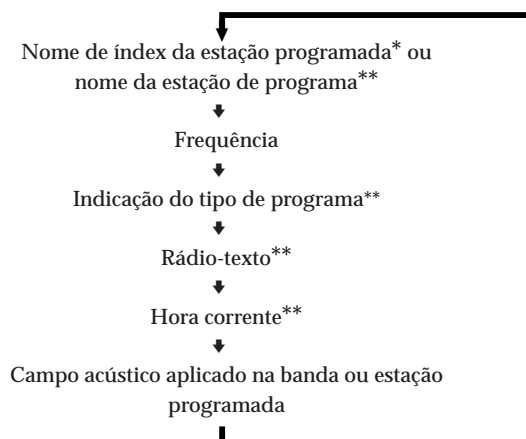 Nome de índex da estação programada* ou
nome da estação de programa**
Frequência
Indicação do tipo de programa**
Rádio-texto**
Hora corrente**
Campo acústico aplicado na banda ou estação
programada